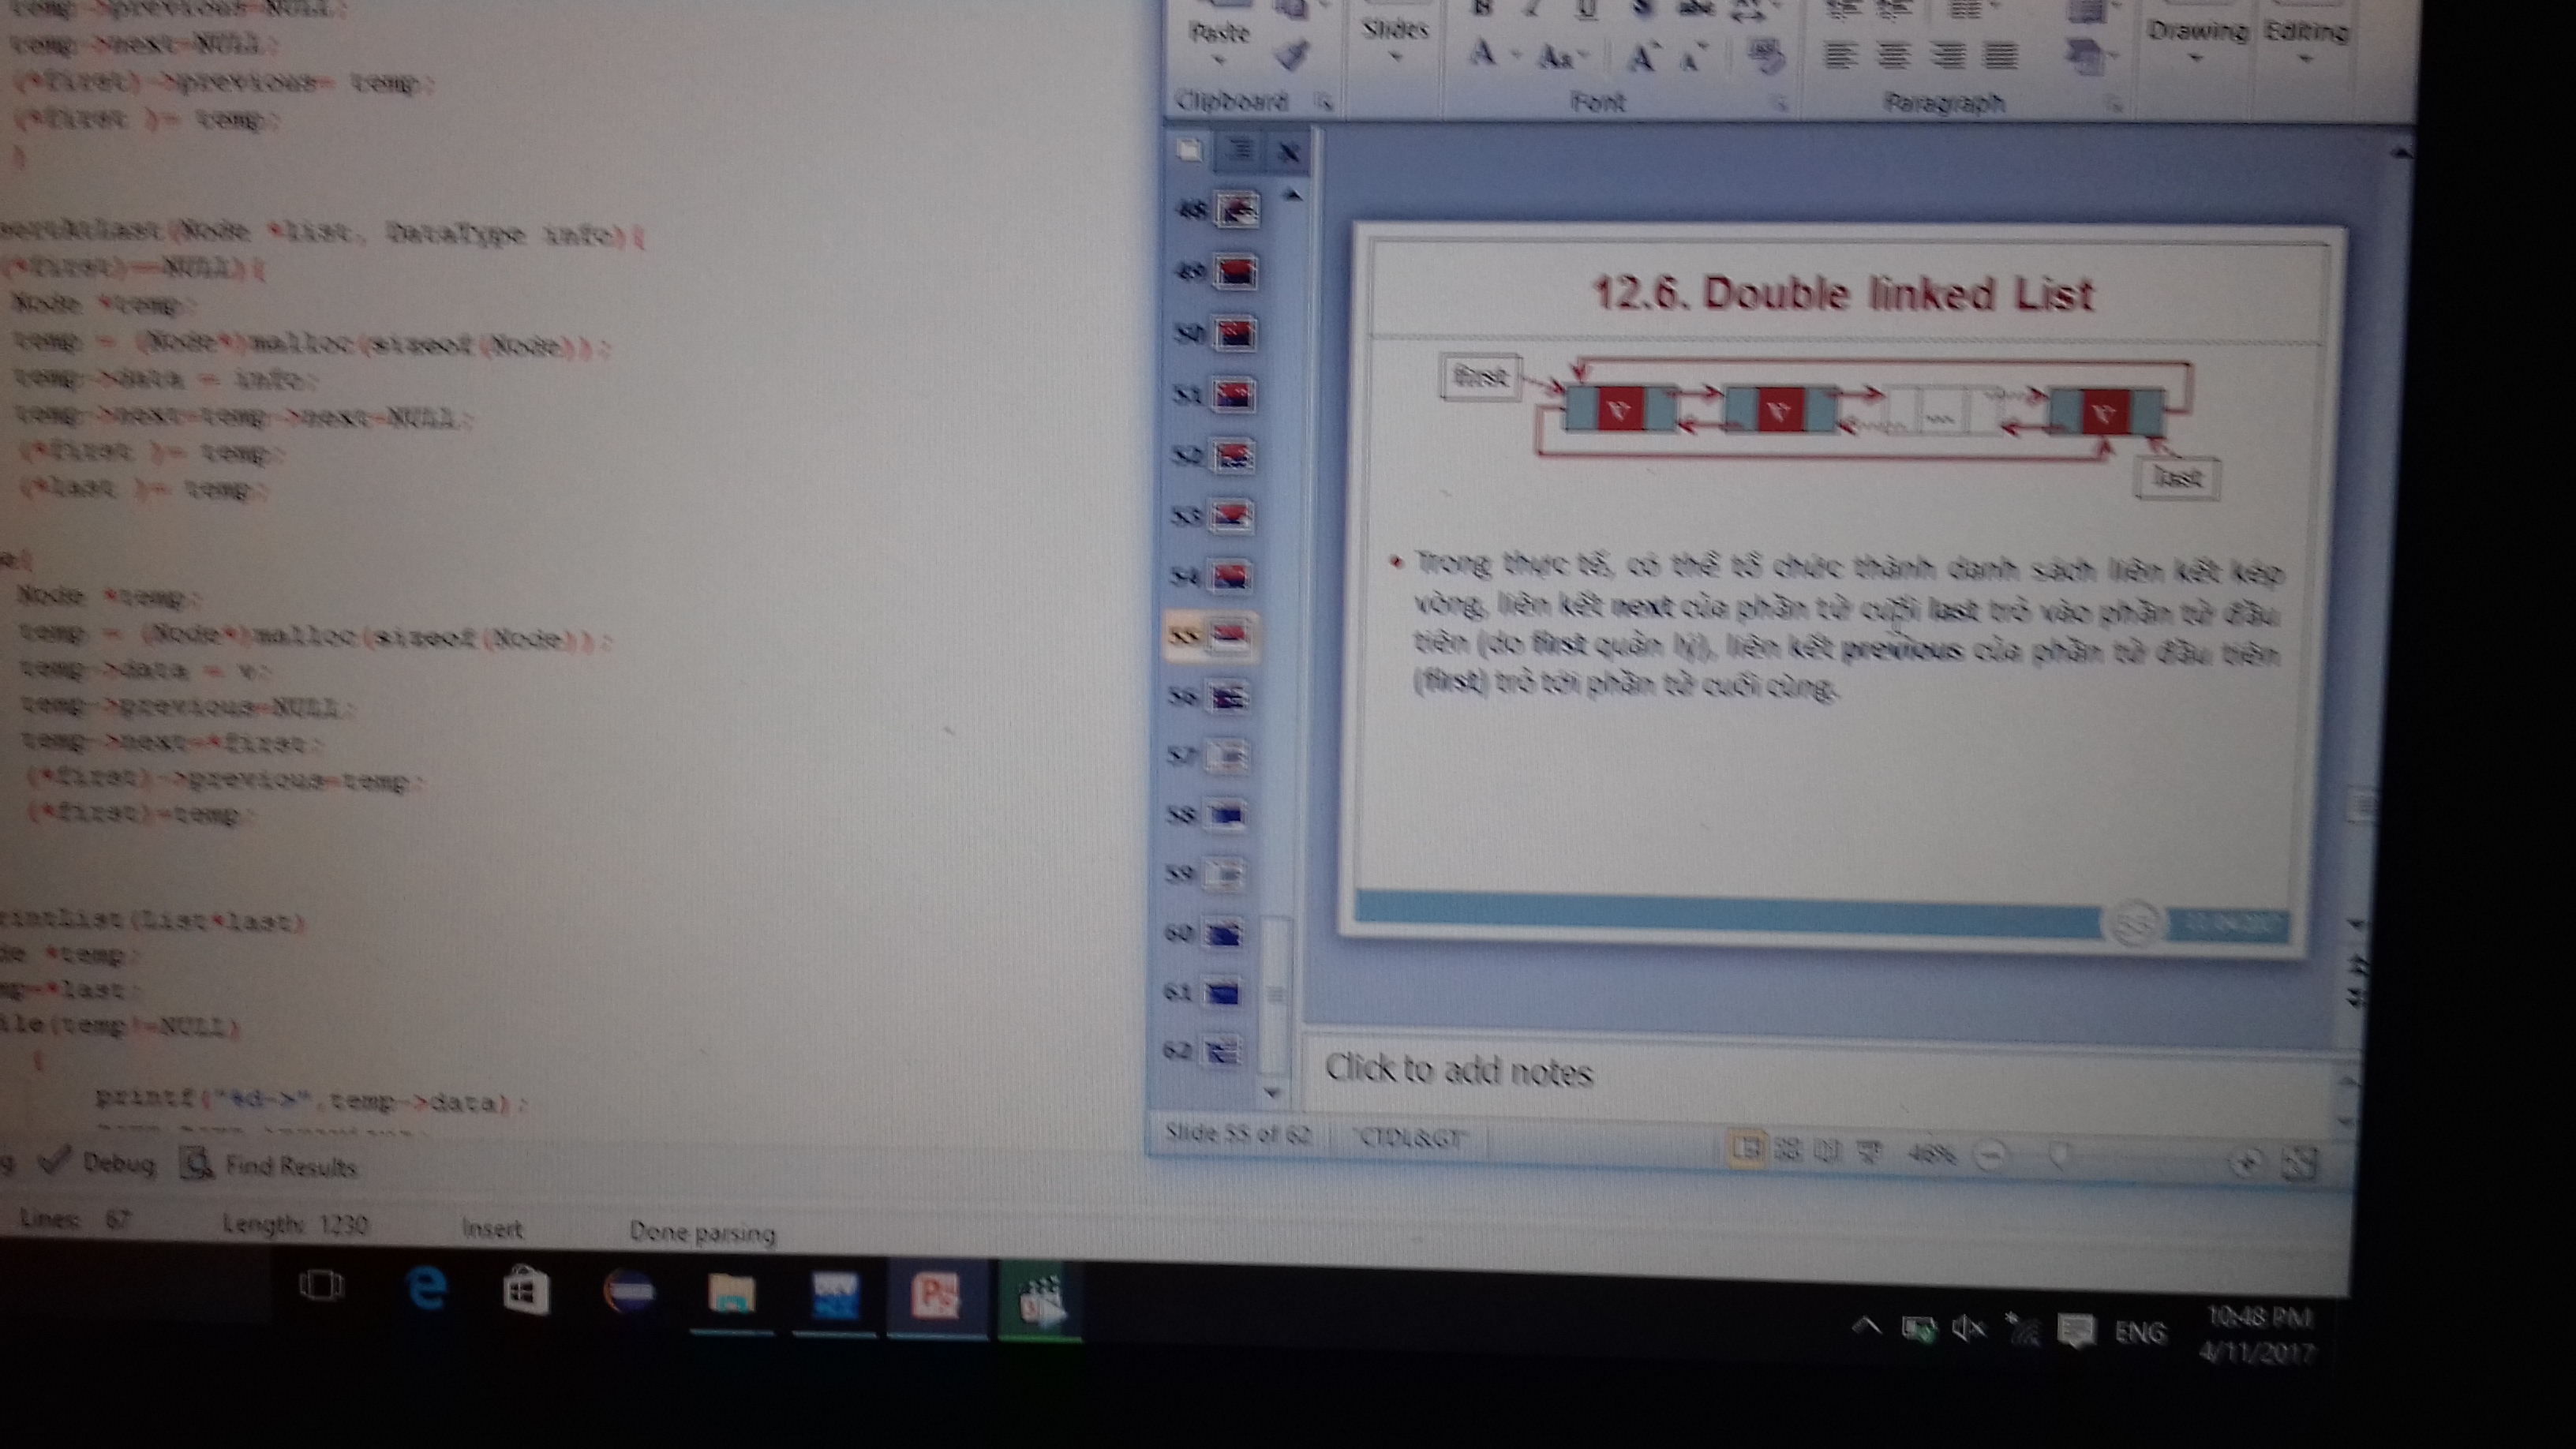 temp->previous=NULL;
temp->next=NULL;
(*first)->previous= temp;
(*first )= temp;
}
sertAtlast(Node *list, DataType info){
(*first)==NULL){
Node *temp;
temp = (Node*)malloc(sizeof(Node));
temp->data = info;
temp->next=temp->next=NULL;
(*first )= temp;
(*last )= temp;
e{
Node *temp;
temp = (Node*)malloc(sizeof(Node));
temp->data = v;
temp->previous=NULL;
temp->next=*first;
(*first)->previous=temp;
(*first)=temp;
rintList(List*last)
de *temp;
mp=*last;
ile(temp!=NULL)
{
printf("%d->",temp->data);
g Debug Find Results
Lines: 67 Length: 1230 Insert Done parsing
Paste Slides Drawing Editing
B I U S abc AV
A Aa A A
Clipboard Font Paragraph
48
49
50
51
52
53
54
55
56
57
58
59
60
61
62
12.6. Double linked List
first
V V ... V
last
• Trong thực tế, có thể tổ chức thành danh sách liên kết kép
vòng, liên kết next của phần tử cuối last trỏ vào phần tử đầu
tiên (do first quản lý), liên kết previous của phần tử đầu tiên
(first) trỏ tới phần tử cuối cùng.
55
Click to add notes
Slide 55 of 62 "CTDL&GT" 46%
DEV
ENG
10:48 PM
4/11/2017